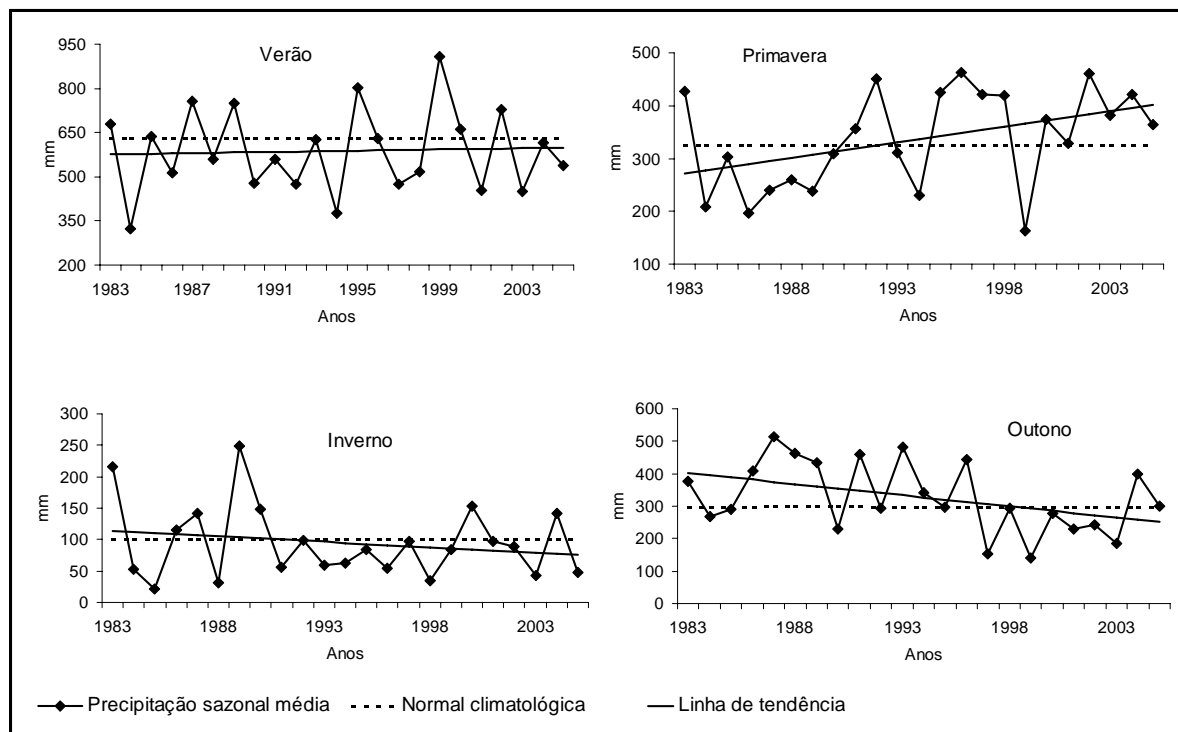 Verão
950
800
650
500
350
200
mm
1983 1987 1991 1995 1999 2003
Anos
Primavera
500
400
300
200
100
mm
1983 1988 1993 1998 2003
Anos
Inverno
300
250
200
150
100
50
0
mm
1983 1988 1993 1998 2003
Anos
Outono
600
500
400
300
200
100
0
mm
1983 1988 1993 1998 2003
Anos
Precipitação sazonal média Normal climatológica Linha de tendência